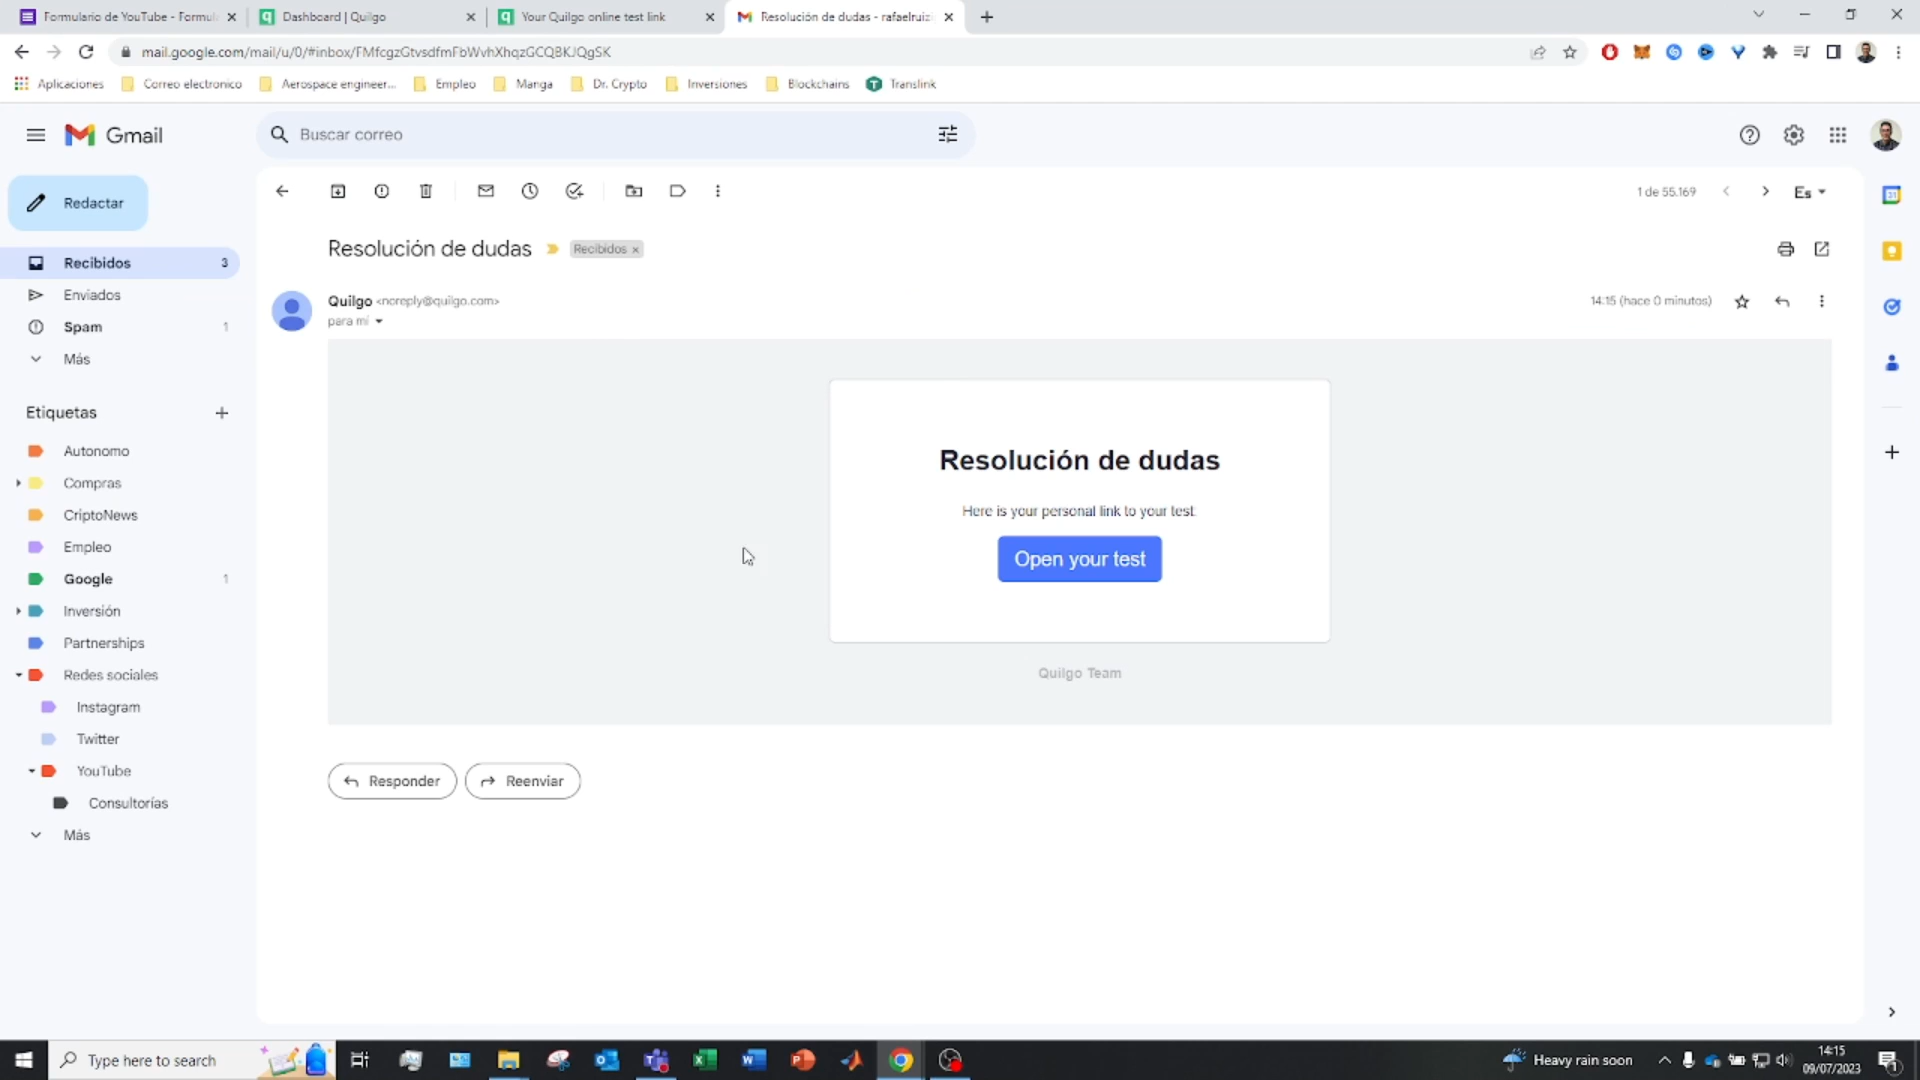 Formulario de YouTube - Formul
Dashboard | Quilgo
Your Quilgo online test link
Resolución de dudas - rafaelruizi
mail.google.com/mail/u/0/#inbox/FMfcgzGtvsdfmFbWvhXhqzGCQBKJQgSK
Aplicaciones
Correo electronico
Aerospace engineer...
Empleo
Manga
Dr. Crypto
Inversiones
Blockchains
Translink
Gmail
Buscar correo
Redactar
1 de 55.169
Es
Recibidos 3
Enviados
Spam 1
Más
Etiquetas
Autonomo
Compras
CriptoNews
Empleo
Google 1
Inversión
Partnerships
Redes sociales
Instagram
Twitter
YouTube
Consultorías
Más
Resolución de dudas
Recibidos x
Quilgo <noreply@quilgo.com>
14:15 (hace 0 minutos)
para mí
Resolución de dudas
Here is your personal link to your test:
Open your test
Quilgo Team
Responder
Reenviar
Type here to search
Heavy rain soon
14:15
09/07/2023